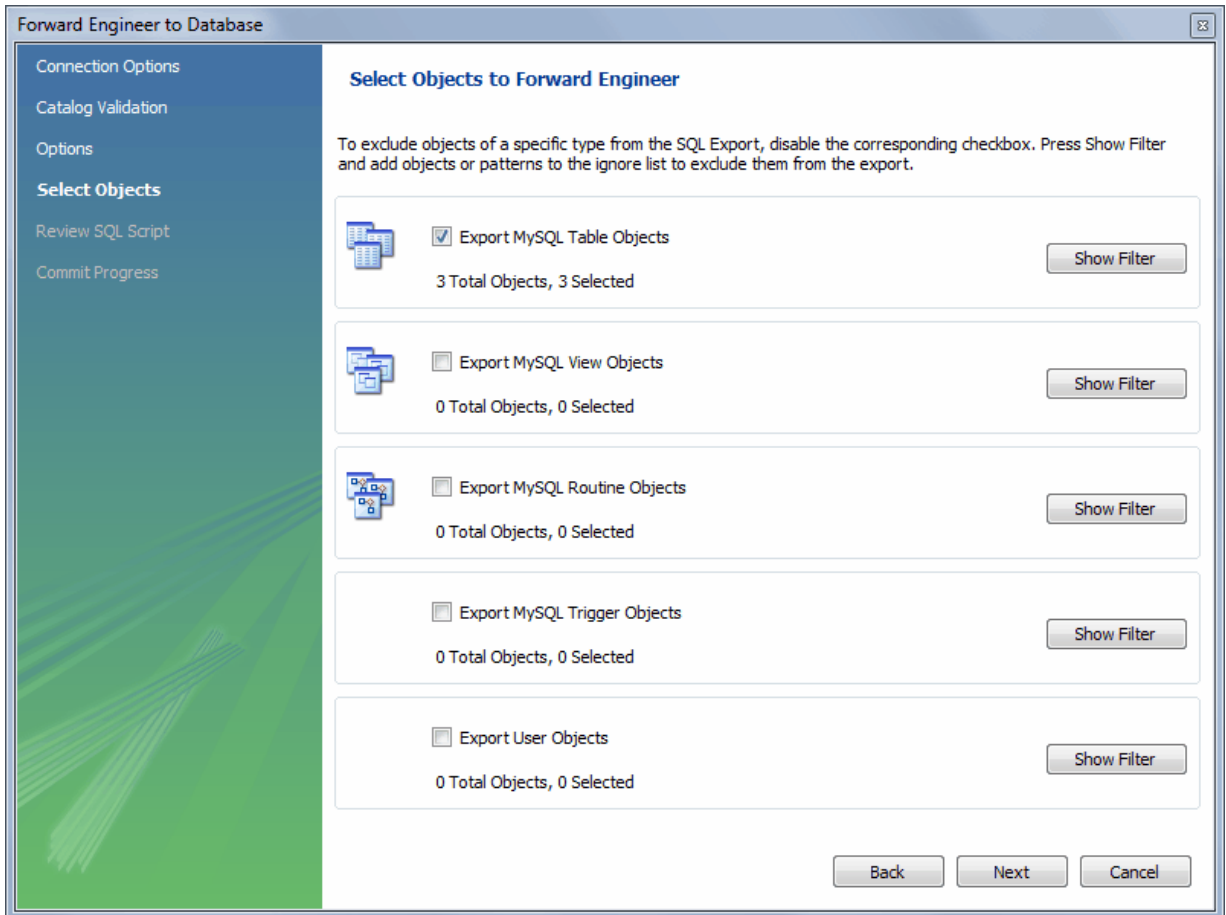 Forward Engineer to Database
Connection Options
Catalog Validation
Options
Select Objects
Review SQL Script
Commit Progress
Select Objects to Forward Engineer
To exclude objects of a specific type from the SQL Export, disable the corresponding checkbox. Press Show Filter
and add objects or patterns to the ignore list to exclude them from the export.
Export MySQL Table Objects
Show Filter
3 Total Objects, 3 Selected
Export MySQL View Objects
Show Filter
0 Total Objects, 0 Selected
Export MySQL Routine Objects
Show Filter
0 Total Objects, 0 Selected
Export MySQL Trigger Objects
Show Filter
0 Total Objects, 0 Selected
Export User Objects
Show Filter
0 Total Objects, 0 Selected
Back Next Cancel